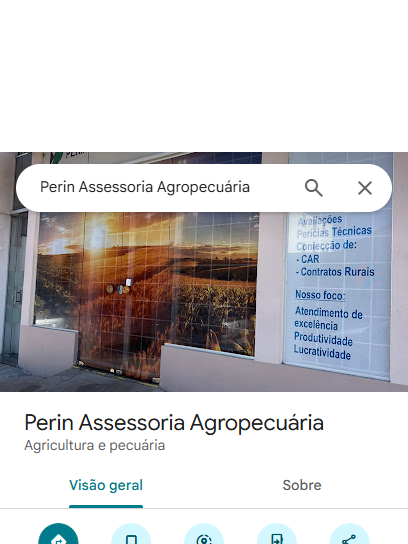 Perin Assessoria Agropecuária
Avaliações
Perícias Técnicas
Confecção de:
- CAR
- Contratos Rurais
Nosso foco:
Atendimento de
excelência
Produtividade
Lucratividade
Perin Assessoria Agropecuária
Agricultura e pecuária
Visão geral
Sobre